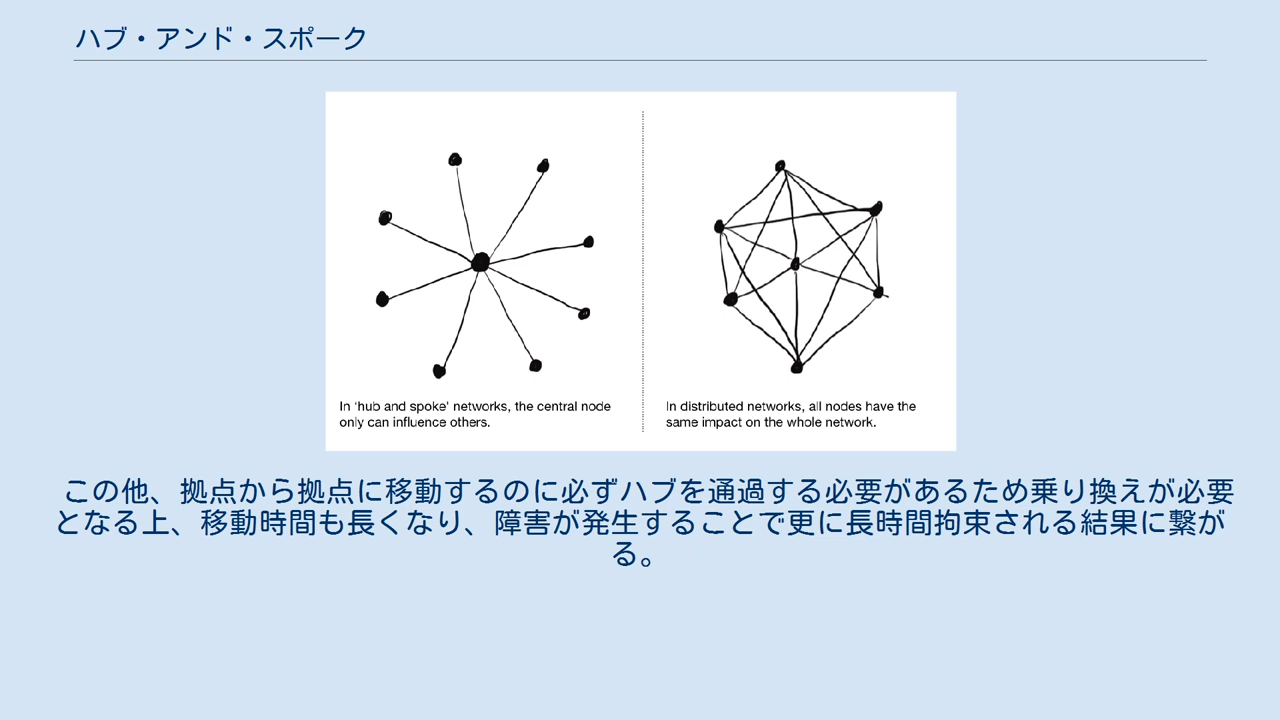 ハブ・アンド・スポーク
In 'hub and spoke' networks, the central node
only can influence others.
In distributed networks, all nodes have the
same impact on the whole network.
この他、拠点から拠点に移動するのに必ずハブを通過する必要があるため乗り換えが必要
となる上、移動時間も長くなり、障害が発生することで更に長時間拘束される結果に繋が
る。